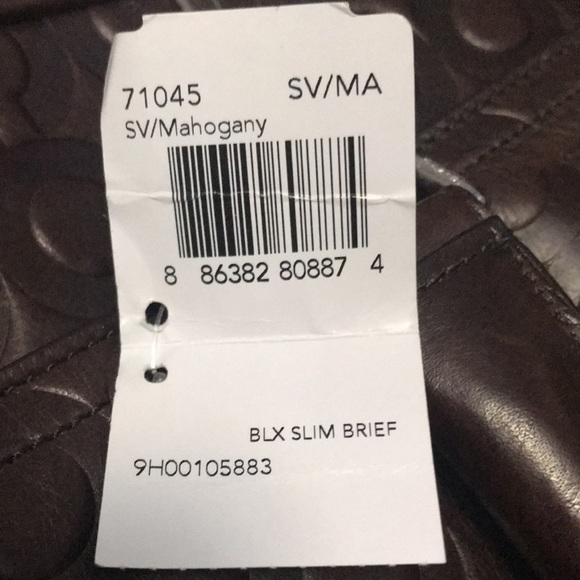 71045 SV/MA
SV/Mahogany
8 86382 80887 4
BLX SLIM BRIEF
9H00105883